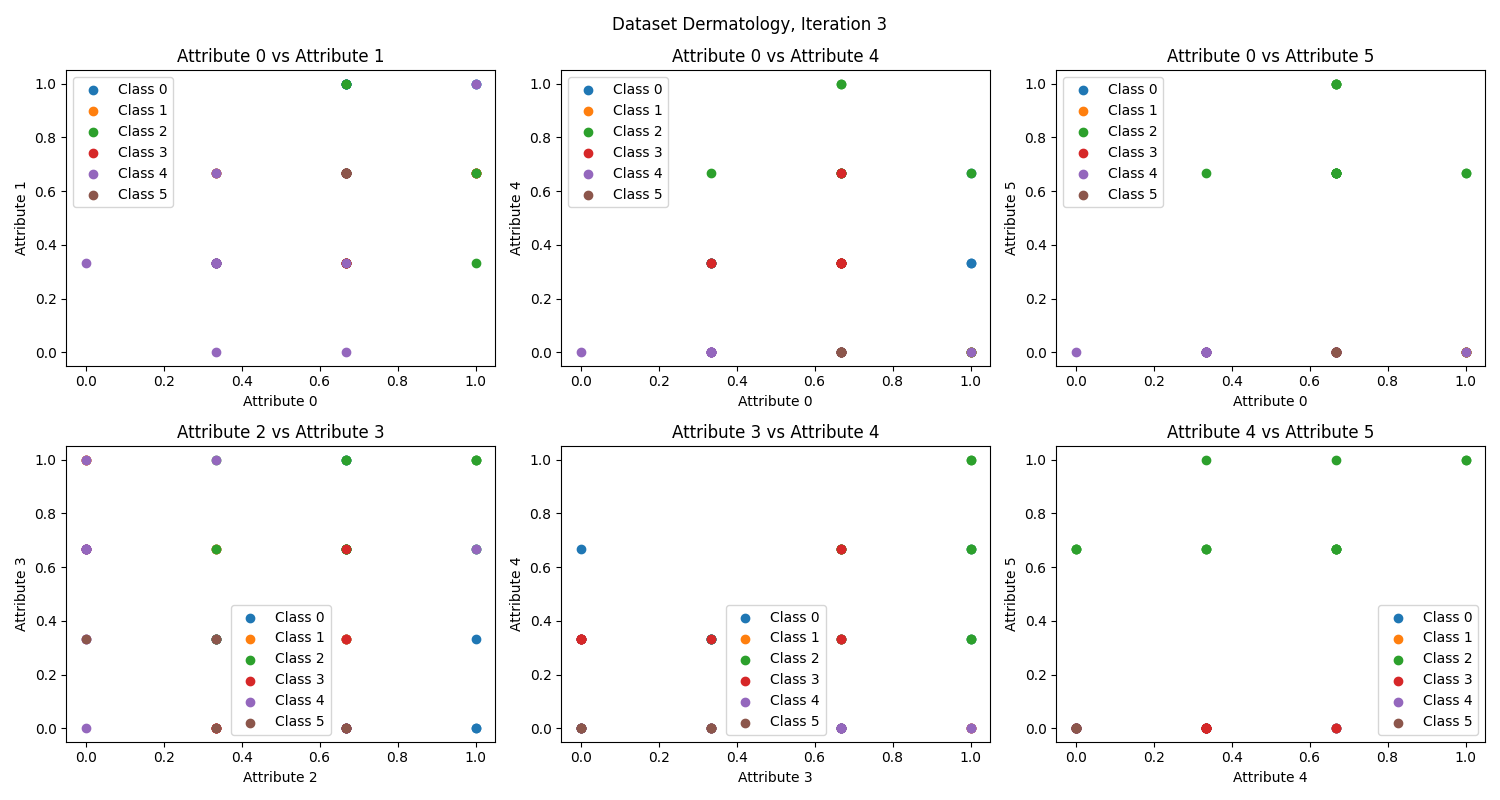 Dataset Dermatology, Iteration 3
Attribute 0 vs Attribute 1
1.0
0.8
0.6
0.4
0.2
0.0
Attribute 1
Class 0
Class 1
Class 2
Class 3
Class 4
Class 5
0.0 0.2 0.4 0.6 0.8 1.0
Attribute 0
Attribute 0 vs Attribute 4
1.0
0.8
0.6
0.4
0.2
0.0
Attribute 4
Class 0
Class 1
Class 2
Class 3
Class 4
Class 5
0.0 0.2 0.4 0.6 0.8 1.0
Attribute 0
Attribute 0 vs Attribute 5
1.0
0.8
0.6
0.4
0.2
0.0
Attribute 5
Class 0
Class 1
Class 2
Class 3
Class 4
Class 5
0.0 0.2 0.4 0.6 0.8 1.0
Attribute 0
Attribute 2 vs Attribute 3
1.0
0.8
0.6
0.4
0.2
0.0
Attribute 3
Class 0
Class 1
Class 2
Class 3
Class 4
Class 5
0.0 0.2 0.4 0.6 0.8 1.0
Attribute 2
Attribute 3 vs Attribute 4
1.0
0.8
0.6
0.4
0.2
0.0
Attribute 4
Class 0
Class 1
Class 2
Class 3
Class 4
Class 5
0.0 0.2 0.4 0.6 0.8 1.0
Attribute 3
Attribute 4 vs Attribute 5
1.0
0.8
0.6
0.4
0.2
0.0
Attribute 5
Class 0
Class 1
Class 2
Class 3
Class 4
Class 5
0.0 0.2 0.4 0.6 0.8 1.0
Attribute 4